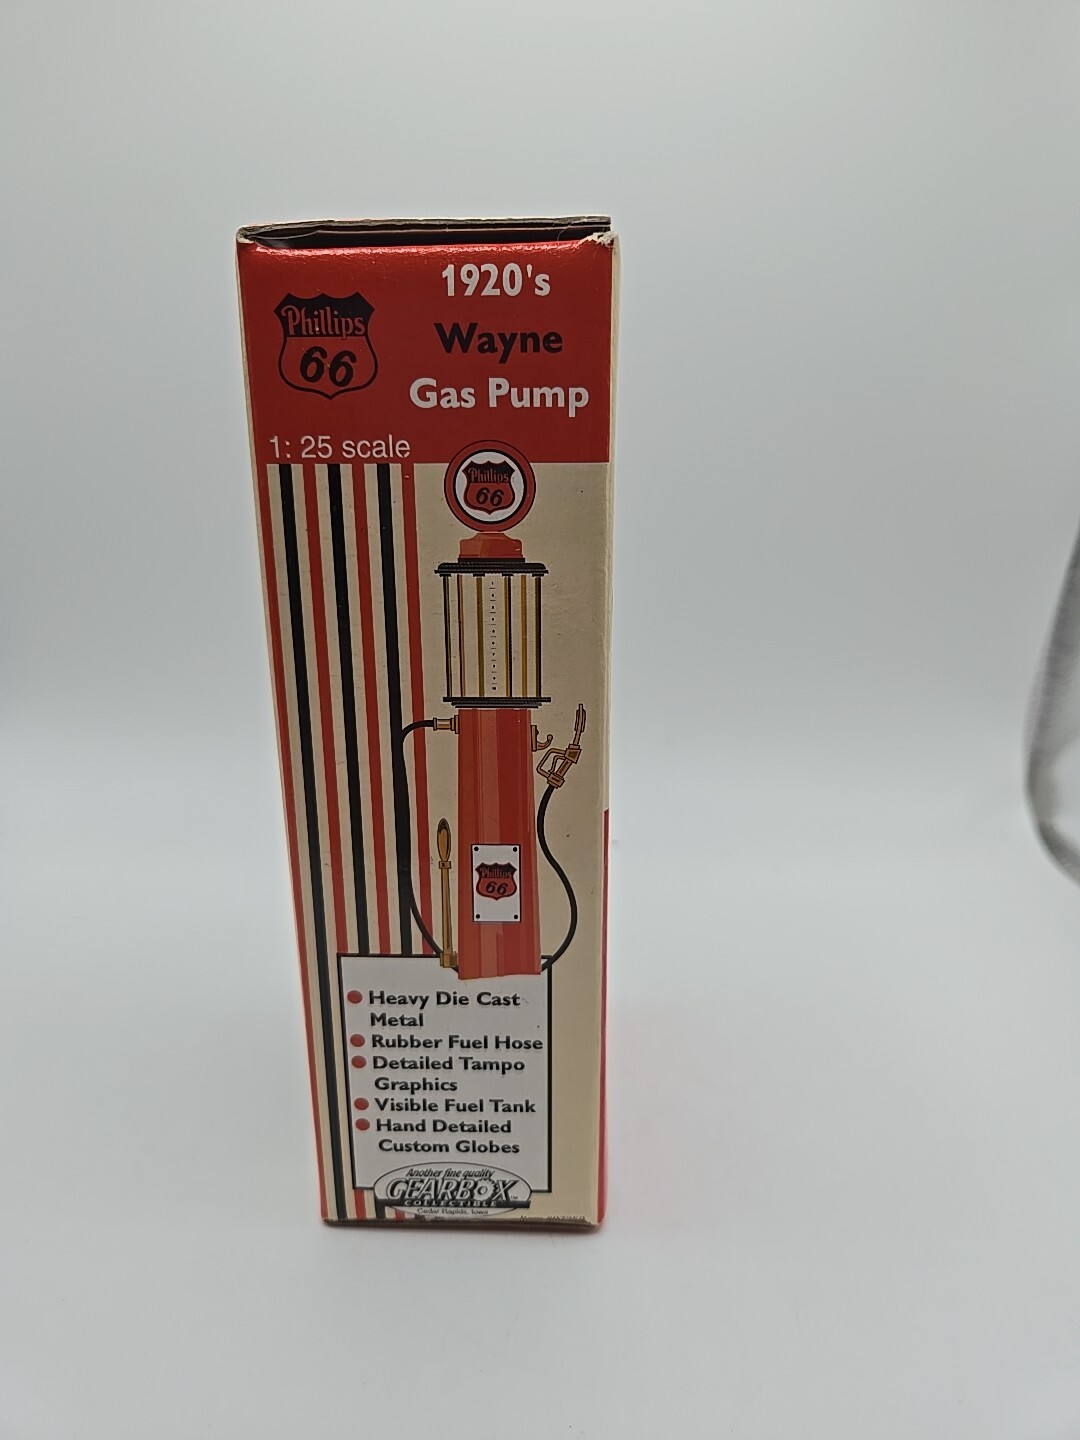 1920's
Wayne
Gas Pump
Phillips
66
1: 25 scale
Phillips
66
Phillips
66
Heavy Die Cast
Metal
Rubber Fuel Hose
Detailed Tampo
Graphics
Visible Fuel Tank
Hand Detailed
Custom Globes
Another fine quality
GEARBOX
COLLECTIBLE
Cedar Rapids, Iowa